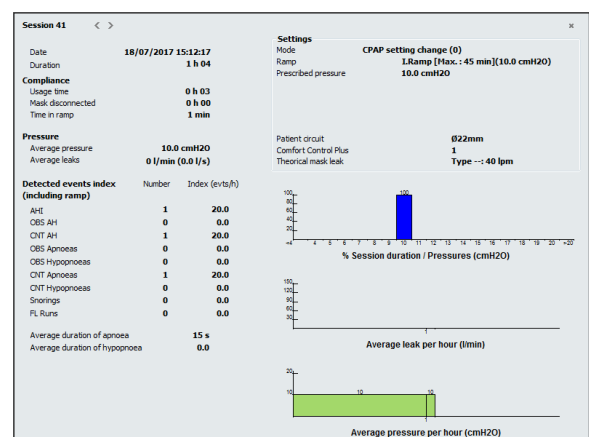 Session 41 < > ×
Date 18/07/2017 15:12:17
Duration 1 h 04
Compliance
Usage time 0 h 03
Mask disconnected 0 h 00
Time in ramp 1 min
Pressure
Average pressure 10.0 cmH2O
Average leaks 0 l/min (0.0 l/s)
Detected events index Number Index (evts/h)
(including ramp)
AHI 1 20.0
OBS AH 0 0.0
CNT AH 1 20.0
OBS Apnoeas 0 0.0
OBS Hypopnoeas 0 0.0
CNT Apnoeas 1 20.0
CNT Hypopnoeas 0 0.0
Snorings 0 0.0
FL Runs 0 0.0
Average duration of apnoea 15 s
Average duration of hypopnoea 0.0
Settings
Mode CPAP setting change (0)
Ramp I.Ramp [Max. : 45 min](10.0 cmH2O)
Prescribed pressure 10.0 cmH2O
Patient circuit Ø22mm
Comfort Control Plus 1
Theorical mask leak Type --: 40 lpm
100 100
80
60
40
20
<4 4 5 6 7 8 9 10 11 12 13 14 15 16 17 18 19 20 >20
% Session duration / Pressures (cmH2O)
150
120
90
60
30
1
Average leak per hour (l/min)
20
10 10 10
1
Average pressure per hour (cmH2O)